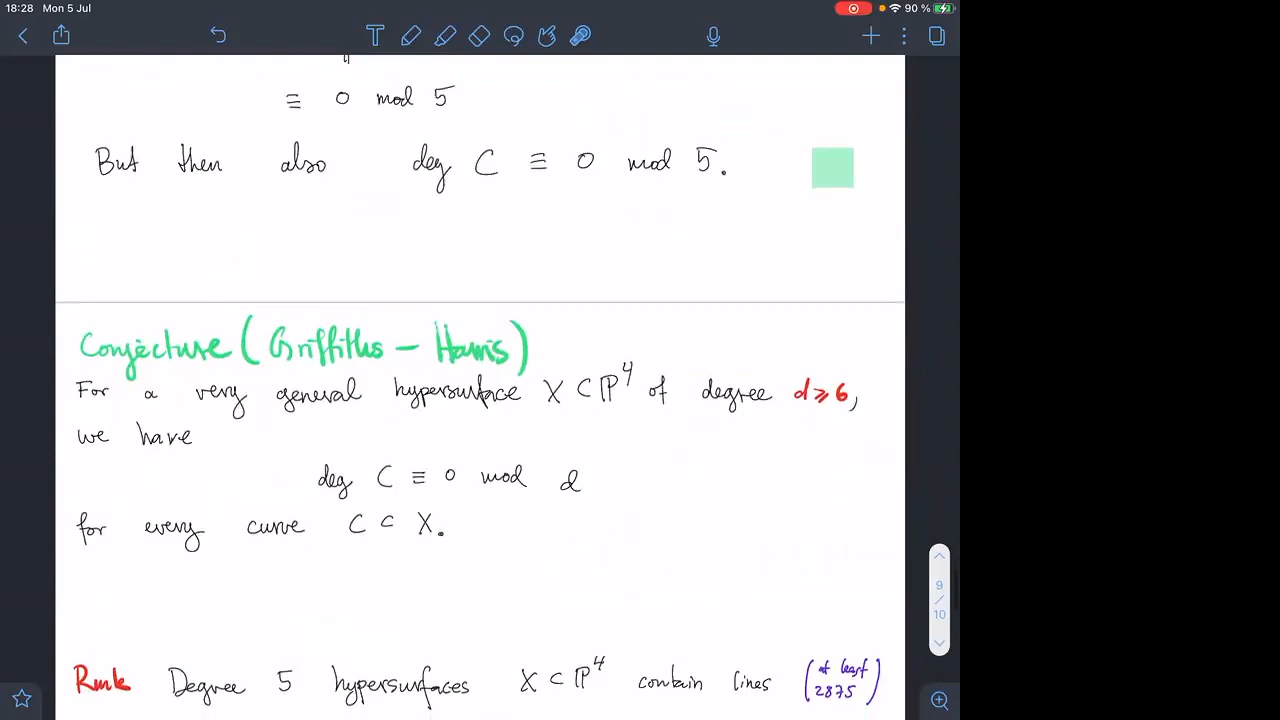 18:28 Mon 5 Jul
90 %
≡ 0 mod 5
But then also deg C ≡ 0 mod 5.
Conjecture (Griffiths – Harris)
For a very general hypersurface X ⊂ ℙ⁴ of degree d ⩾ 6,
we have
deg C ≡ 0 mod d
for every curve C ⊂ X.
9
/
10
Rmk Degree 5 hypersurfaces X ⊂ ℙ⁴ contain lines (at least
2875)